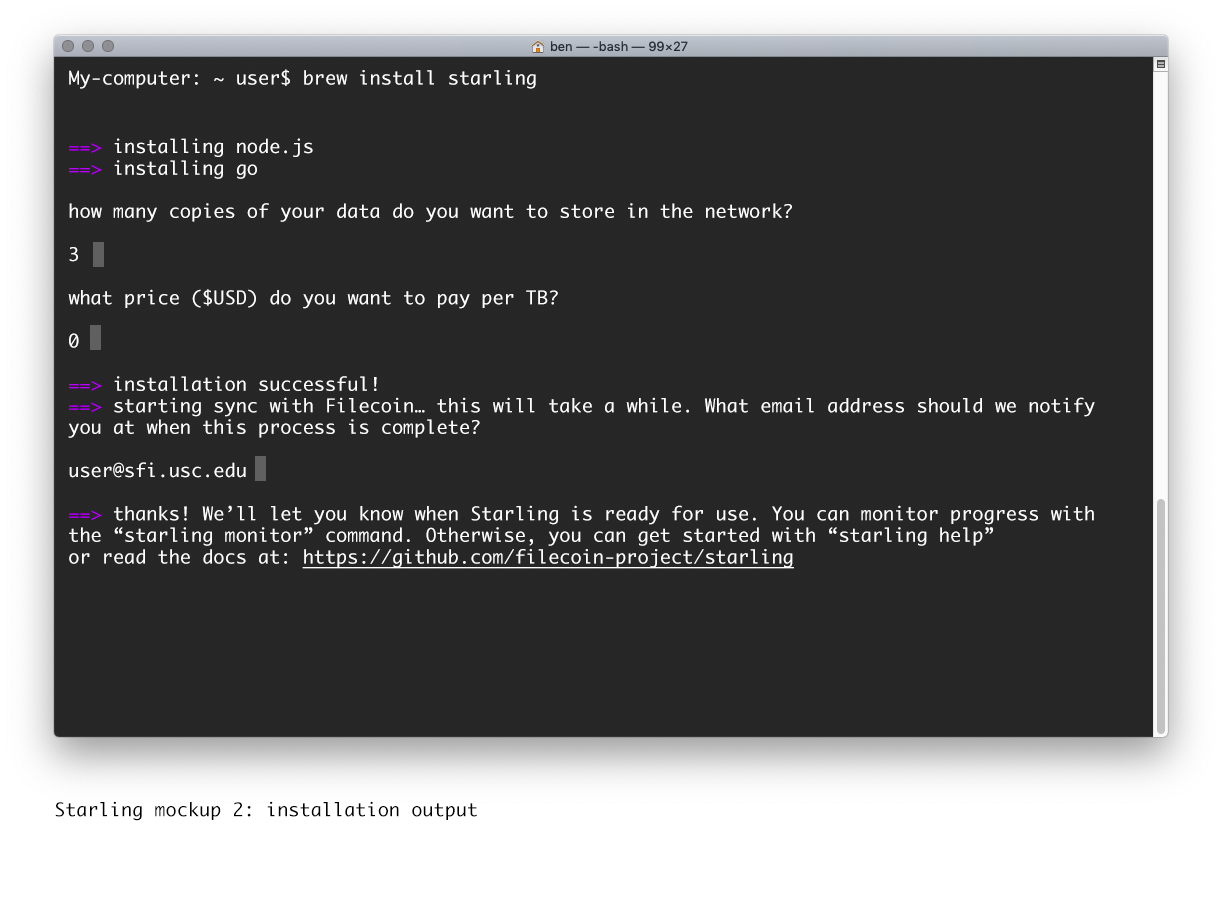 ben — -bash — 99×27
My-computer: ~ user$ brew install starling
==> installing node.js
==> installing go
how many copies of your data do you want to store in the network?
3
what price ($USD) do you want to pay per TB?
0
==> installation successful!
==> starting sync with Filecoin… this will take a while. What email address should we notify
you at when this process is complete?
user@sfi.usc.edu
==> thanks! We’ll let you know when Starling is ready for use. You can monitor progress with
the “starling monitor” command. Otherwise, you can get started with “starling help”
or read the docs at: https://github.com/filecoin-project/starling
Starling mockup 2: installation output